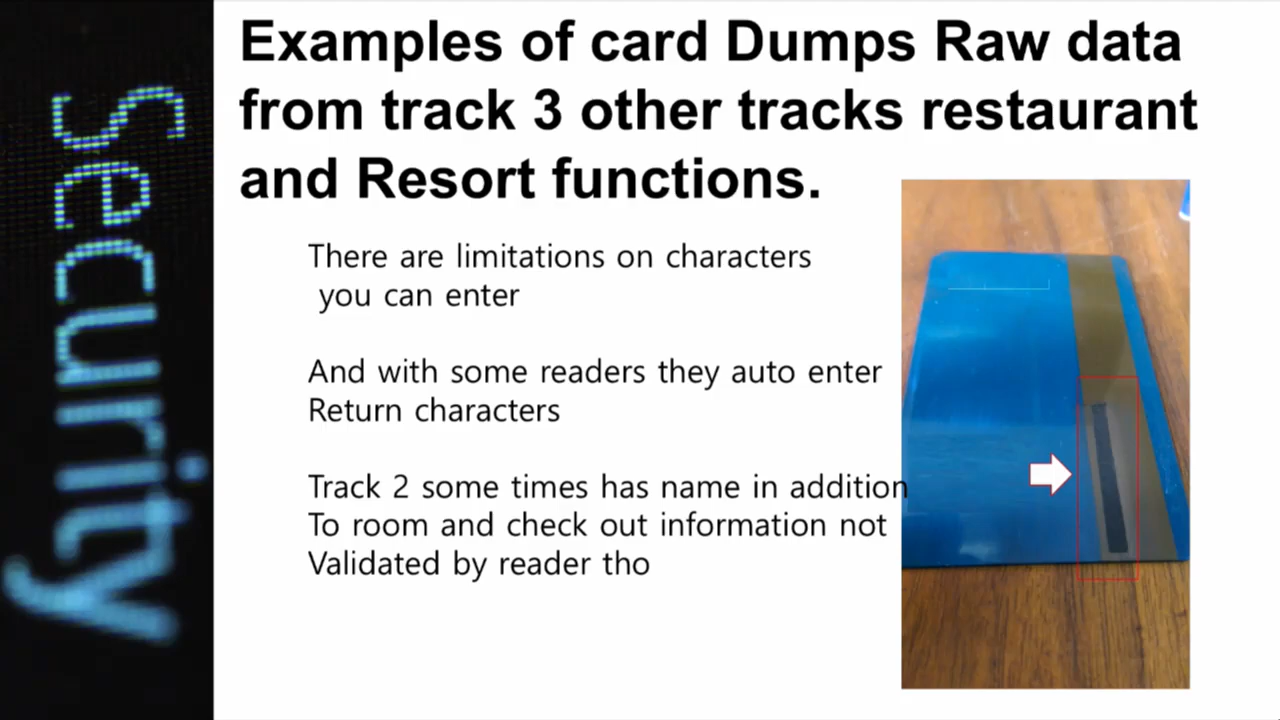 Security
Examples of card Dumps Raw data
from track 3 other tracks restaurant
and Resort functions.
There are limitations on characters
you can enter
And with some readers they auto enter
Return characters
Track 2 some times has name in addition
To room and check out information not
Validated by reader tho